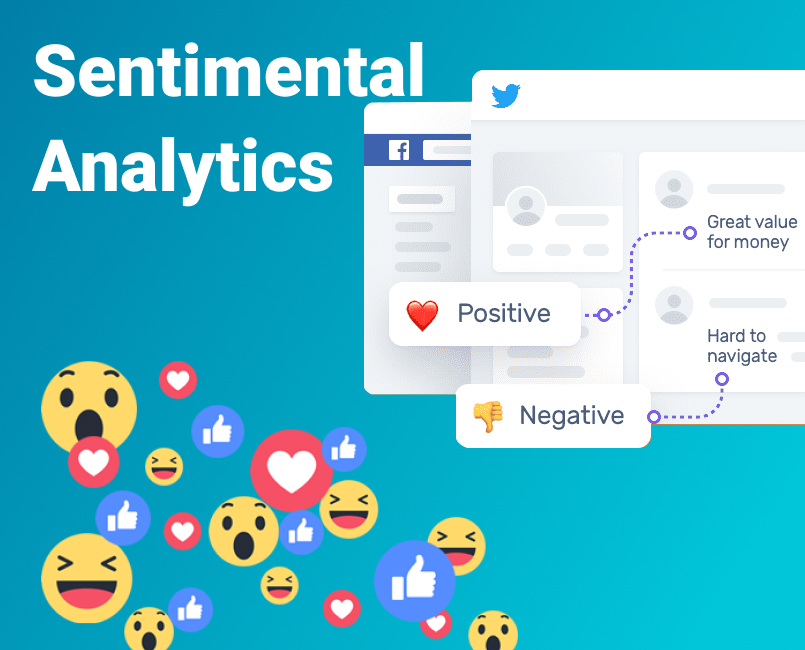 Sentimental
Analytics
Great value
for money
Positive
Hard to
navigate
Negative